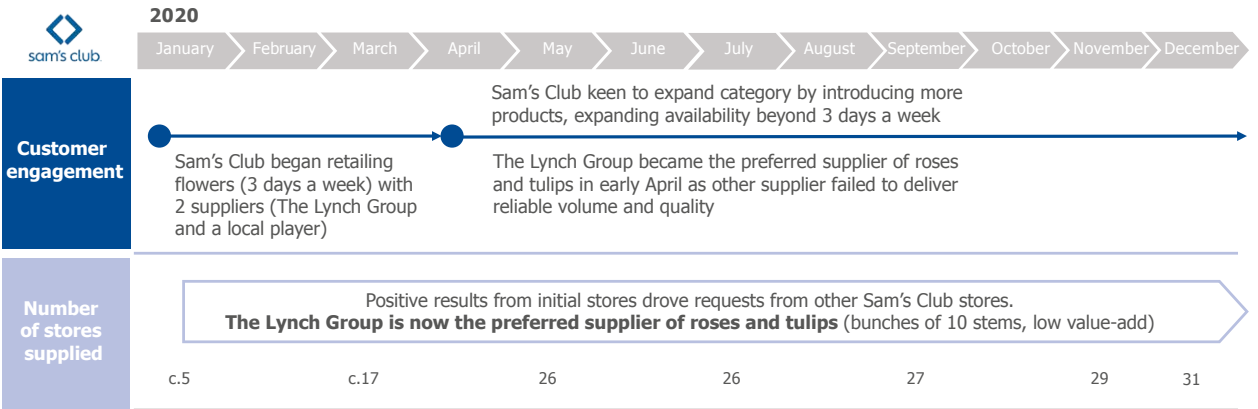 2020
sam's club
January February March April May June July August September October November December
Customer
engagement
Sam's Club keen to expand category by introducing more
products, expanding availability beyond 3 days a week
Sam's Club began retailing
flowers (3 days a week) with
2 suppliers (The Lynch Group
and a local player)
The Lynch Group became the preferred supplier of roses
and tulips in early April as other supplier failed to deliver
reliable volume and quality
Number
of stores
supplied
Positive results from initial stores drove requests from other Sam's Club stores.
The Lynch Group is now the preferred supplier of roses and tulips (bunches of 10 stems, low value-add)
c.5 c.17 26 26 27 29 31